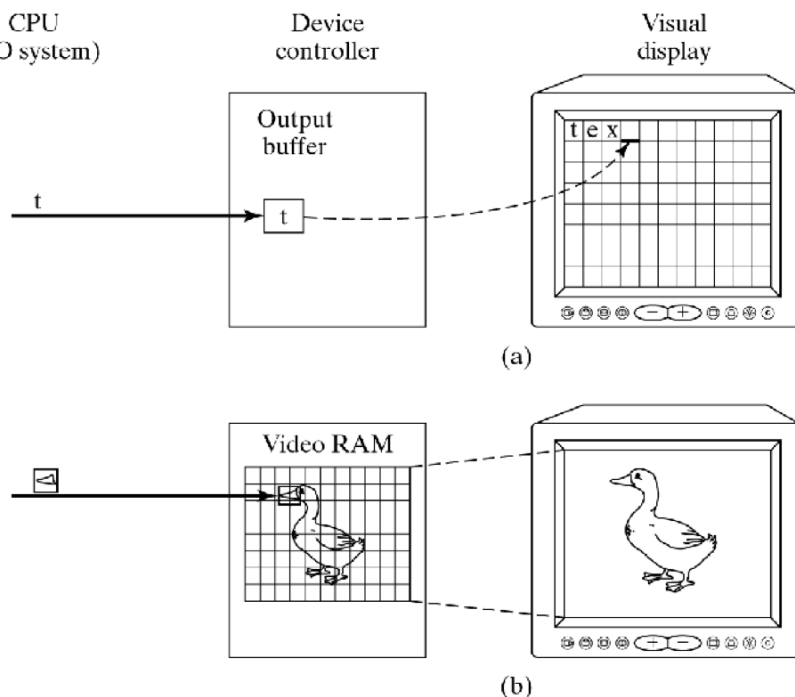 CPU
O system)
Device
controller
Visual
display
Output
buffer
t
t
t e x
− +
(a)
Video RAM
+ −
(b)